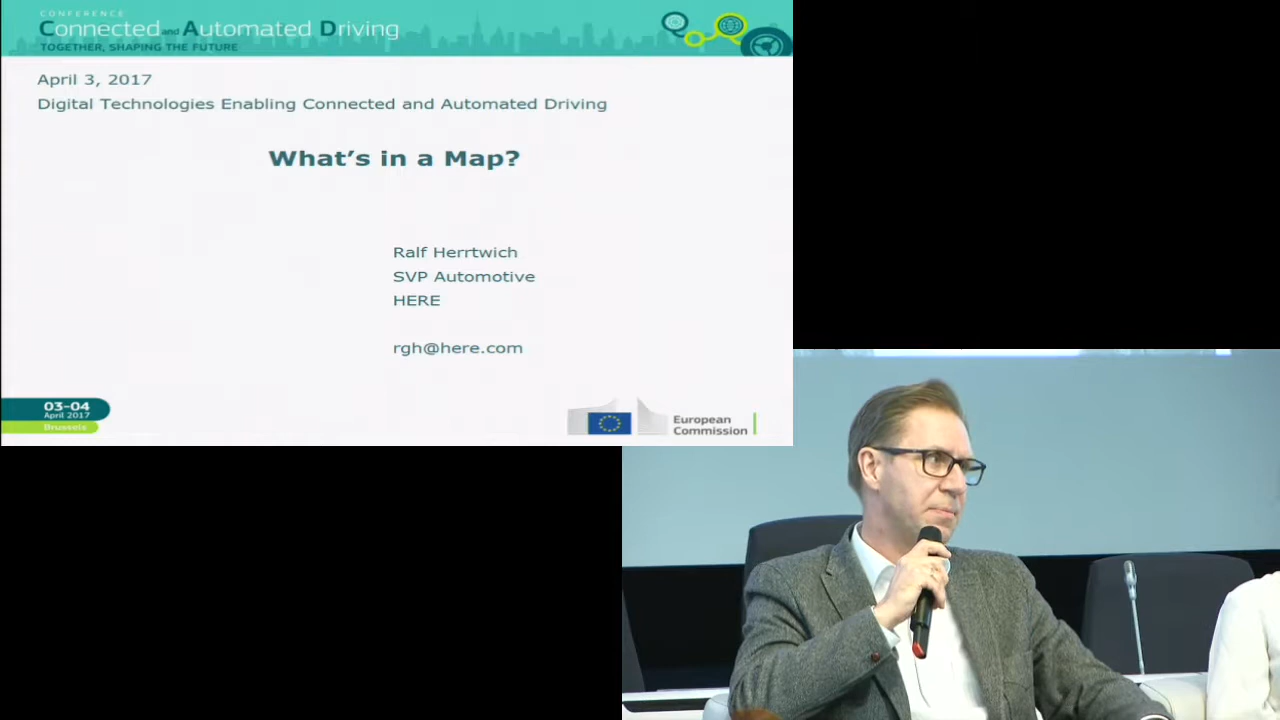 CONFERENCE
Connected and Automated Driving
TOGETHER, SHAPING THE FUTURE
April 3, 2017
Digital Technologies Enabling Connected and Automated Driving
What's in a Map?
Ralf Herrtwich
SVP Automotive
HERE
rgh@here.com
03-04
April 2017
Brussels
European
Commission